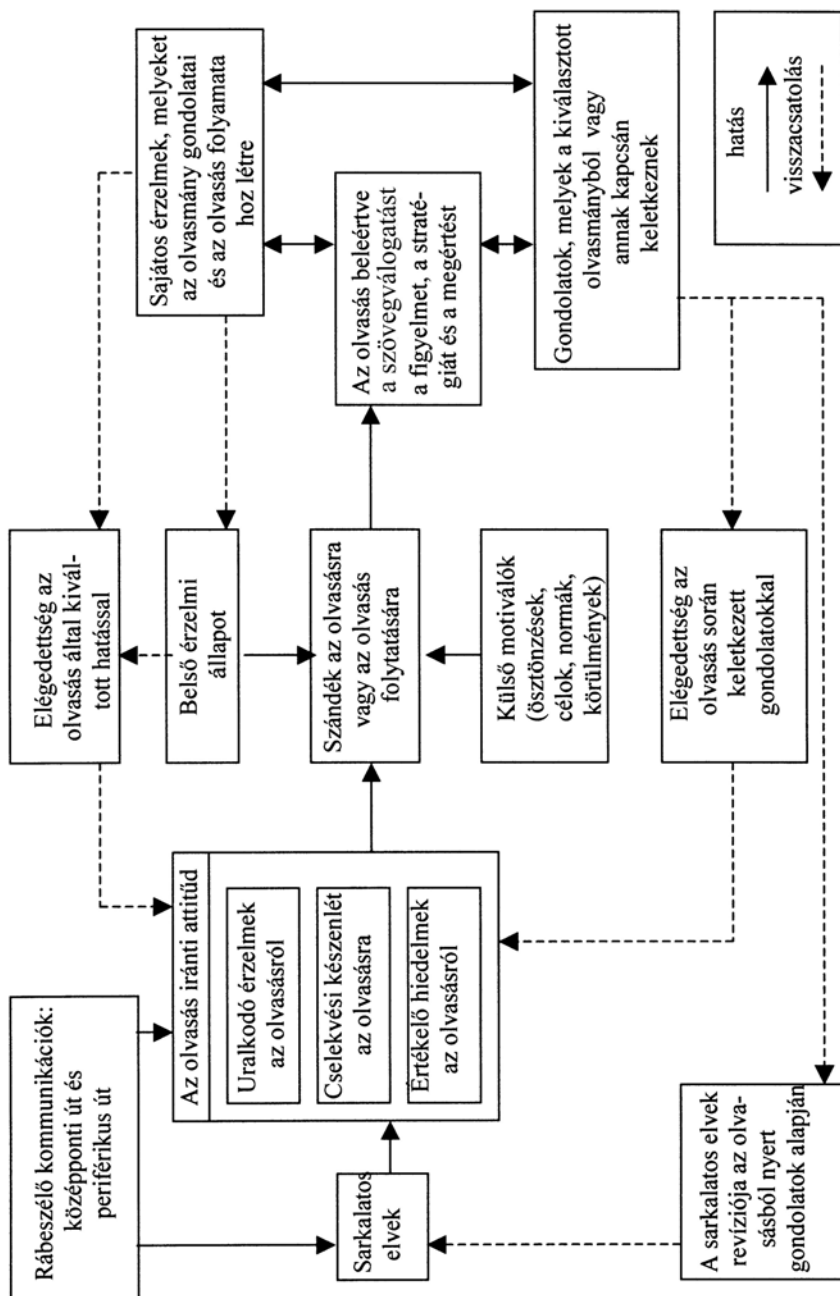 Rábeszélő kommunikációk:
középponti út és
periférikus út
Sarkalatos
elvek
A sarkalatos elvek
revíziója az olva-
sásból nyert
gondolatok alapján
Az olvasás iránti attitűd
Uralkodó érzelmek
az olvasásról
Cselekvési készenlét
az olvasásra
Értékelő hiedelmek
az olvasásról
Elégedettség az
olvasás által kivál-
tott hatással
Belső érzelmi
állapot
Szándék az olvasásra
vagy az olvasás
folytatására
Külső motiválók
(ösztönzések,
célok, normák,
körülmények)
Elégedettség az
olvasás során
keletkezett
gondolatokkal
Sajátos érzelmek, melyeket
az olvasmány gondolatai
és az olvasás folyamata
hoz létre
Az olvasás beleértve
a szövegválogatást
a figyelmet, a straté-
giát és a megértést
Gondolatok, melyek a kiválasztott
olvasmányból vagy
annak kapcsán
keletkeznek
hatás
visszacsatolás